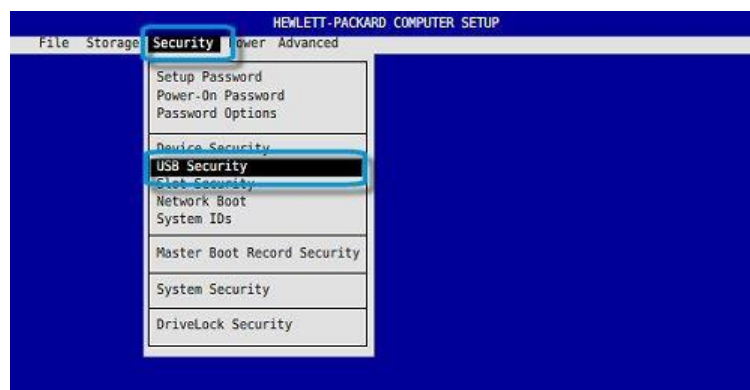 HEWLETT-PACKARD COMPUTER SETUP
File Storage Security Power Advanced
Setup Password
Power-On Password
Password Options
Device Security
USB Security
Slot Security
Network Boot
System IDs
Master Boot Record Security
System Security
DriveLock Security